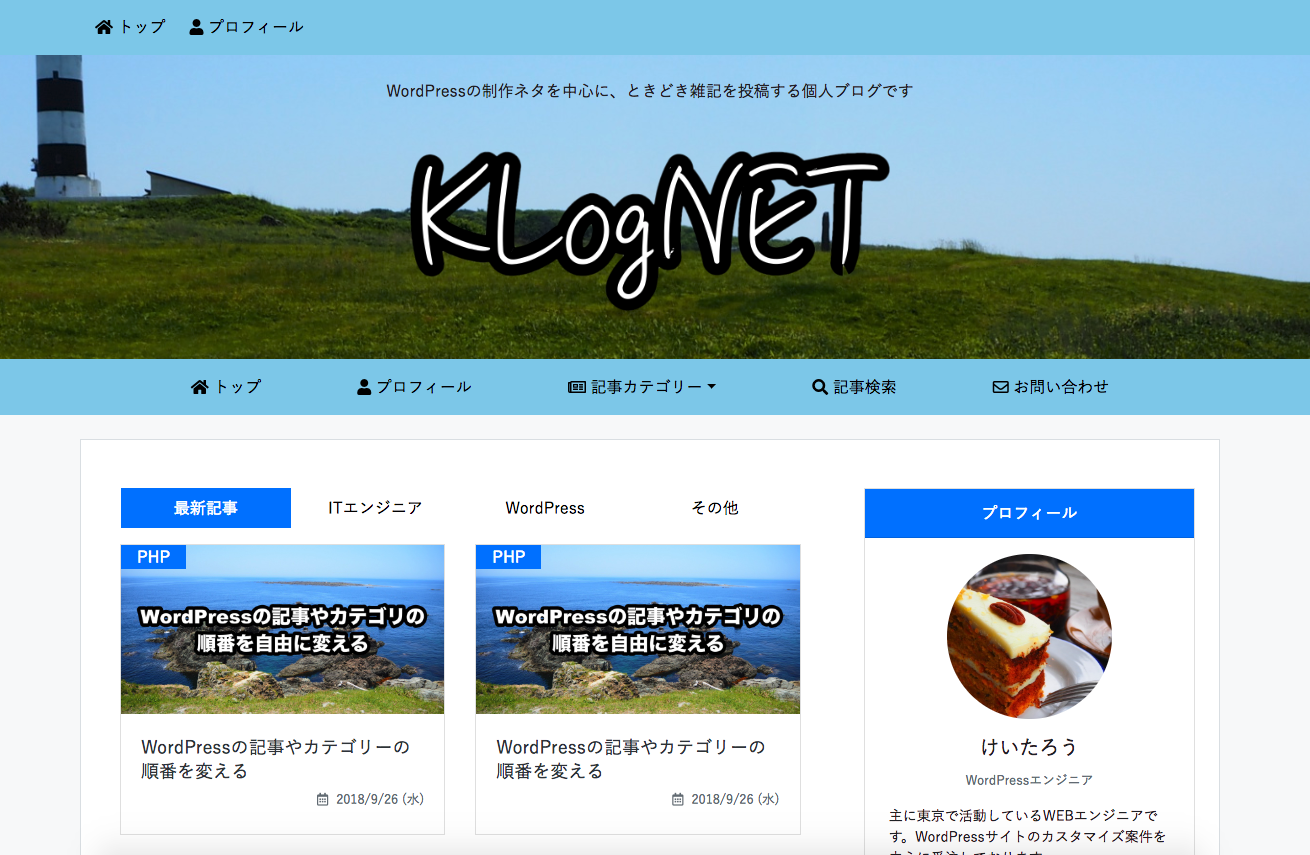 トップ プロフィール
WordPressの制作ネタを中心に、ときどき雑記を投稿する個人ブログです
KLogNET
トップ プロフィール 記事カテゴリー 記事検索 お問い合わせ
最新記事 ITエンジニア WordPress その他
PHP
WordPressの記事やカテゴリの
順番を自由に変える
WordPressの記事やカテゴリーの
順番を変える
2018/9/26 (水)
PHP
WordPressの記事やカテゴリの
順番を自由に変える
WordPressの記事やカテゴリーの
順番を変える
2018/9/26 (水)
プロフィール
けいたろう
WordPressエンジニア
主に東京で活動しているWEBエンジニアで
す。WordPressサイトのカスタマイズ案件を